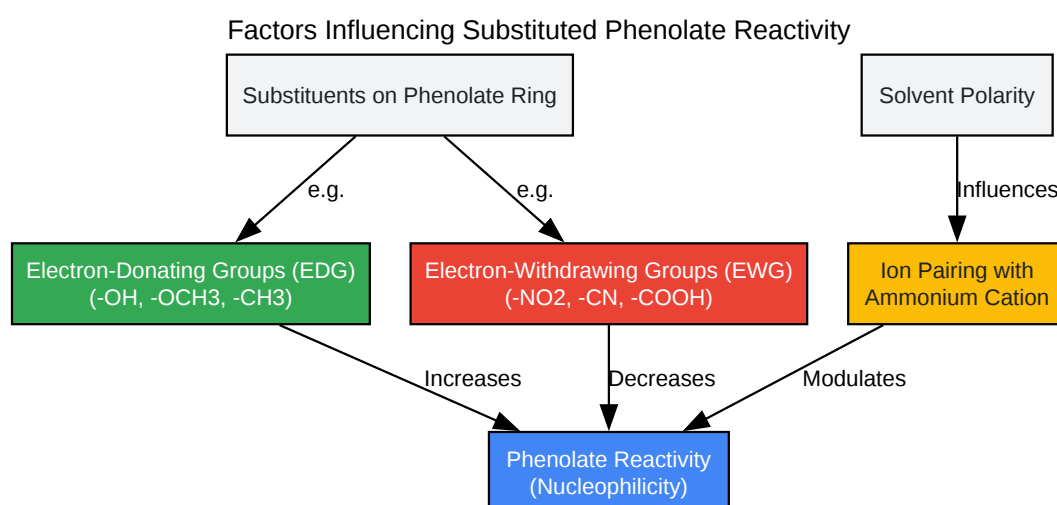 Factors Influencing Substituted Phenolate Reactivity
Substituents on Phenolate Ring
Solvent Polarity
e.g.
e.g.
Influences
Electron-Donating Groups (EDG)
(-OH, -OCH3, -CH3)
Electron-Withdrawing Groups (EWG)
(-NO2, -CN, -COOH)
Ion Pairing with
Ammonium Cation
Increases
Decreases
Modulates
Phenolate Reactivity
(Nucleophilicity)